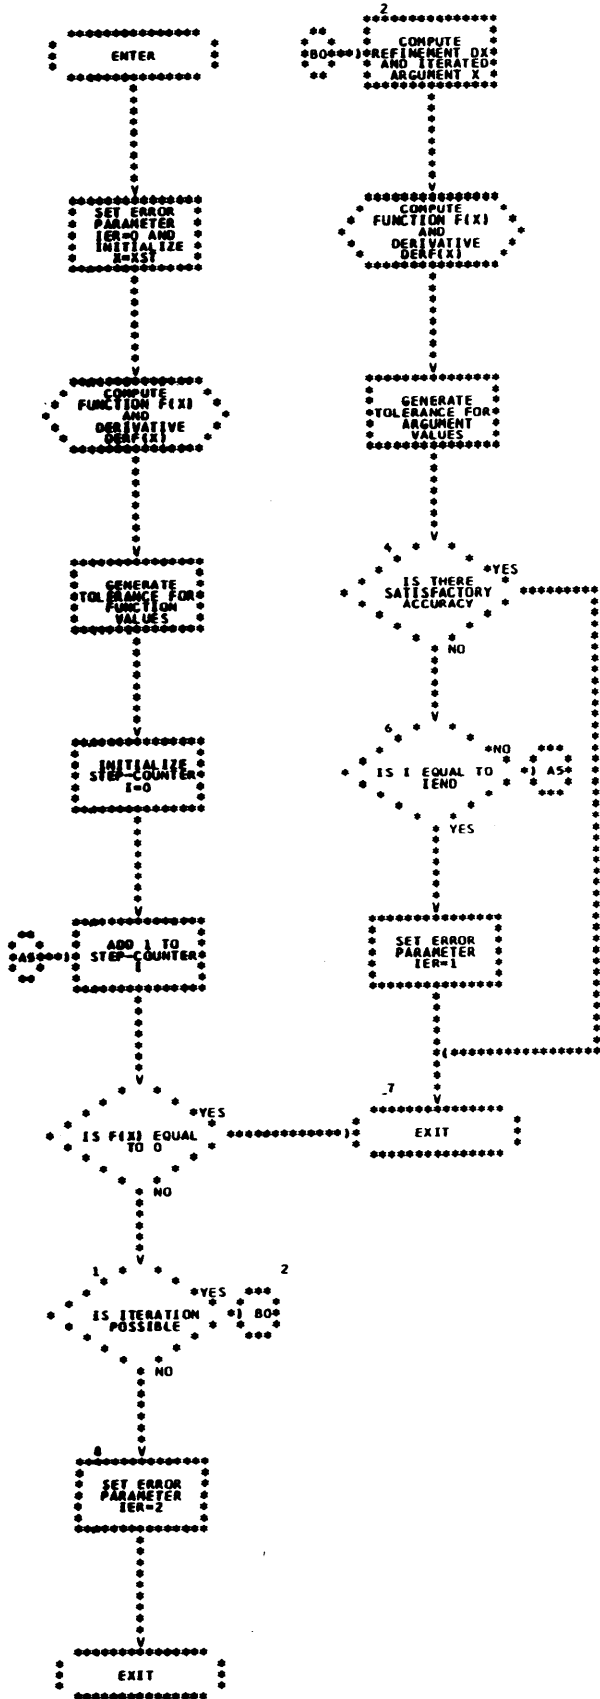 ENTER
SET ERROR
PARAMETER
IER=0 AND
INITIALIZE
X=XST
COMPUTE
FUNCTION F(X)
AND
DERIVATIVE
DERF(X)
GENERATE
TOLERANCE FOR
FUNCTION
VALUES
INITIALIZE
STEP-COUNTER
I=0
A5
ADD 1 TO
STEP-COUNTER
I
IS F(X) EQUAL
TO 0
YES
NO
1
IS ITERATION
POSSIBLE
YES
2
B0
NO
8
SET ERROR
PARAMETER
IER=2
EXIT
2
B0
COMPUTE
REFINEMENT DX
AND ITERATED
ARGUMENT X
COMPUTE
FUNCTION F(X)
AND
DERIVATIVE
DERF(X)
GENERATE
TOLERANCE FOR
ARGUMENT
VALUES
4
IS THERE
SATISFACTORY
ACCURACY
YES
NO
6
IS I EQUAL TO
IEND
NO
A5
YES
SET ERROR
PARAMETER
IER=1
7
EXIT